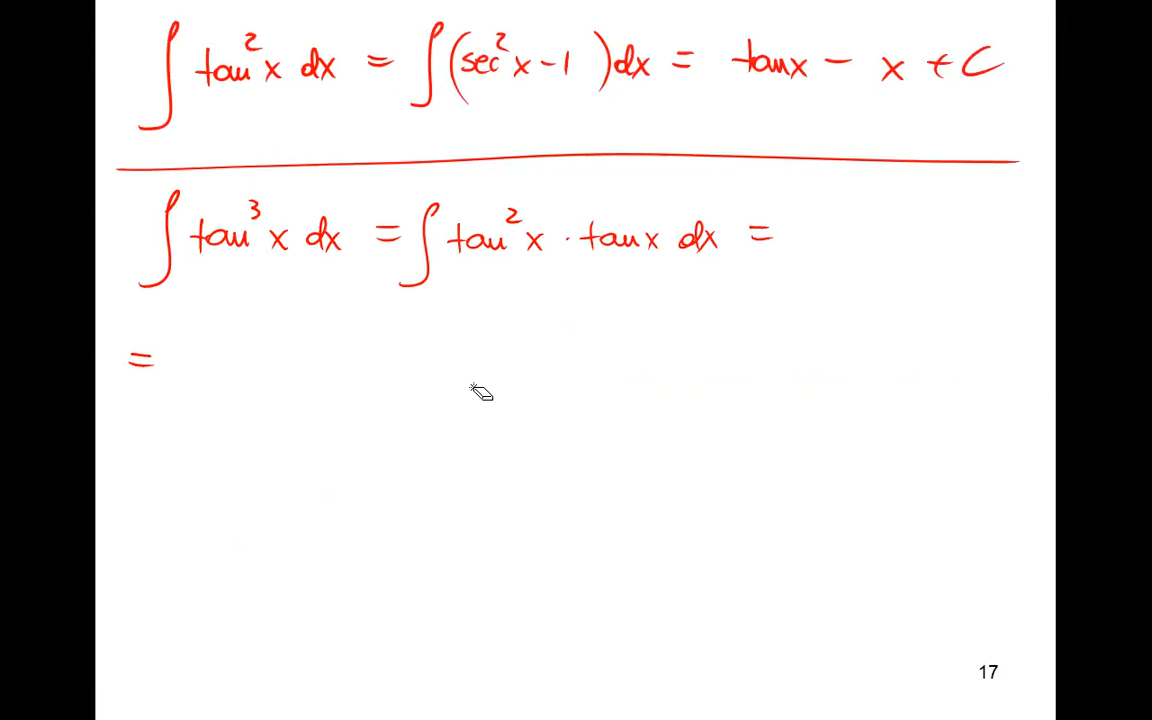 ∫ tan²x dx = ∫(sec²x - 1)dx = tanx - x + C
∫ tan³x dx = ∫ tan²x · tanx dx =
=
17